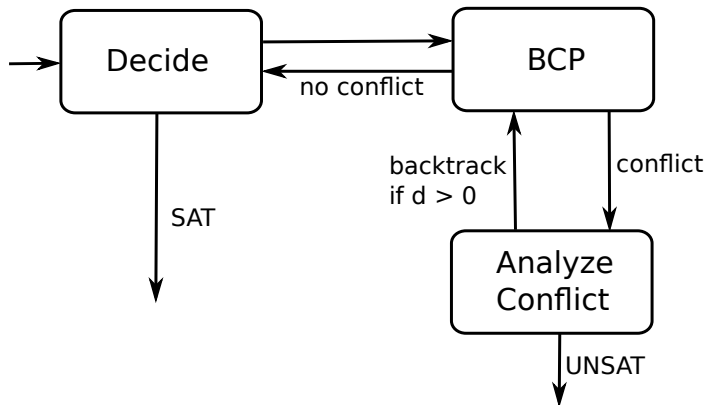 Decide
BCP
no conflict
backtrack
if d > 0
conflict
SAT
Analyze
Conflict
UNSAT